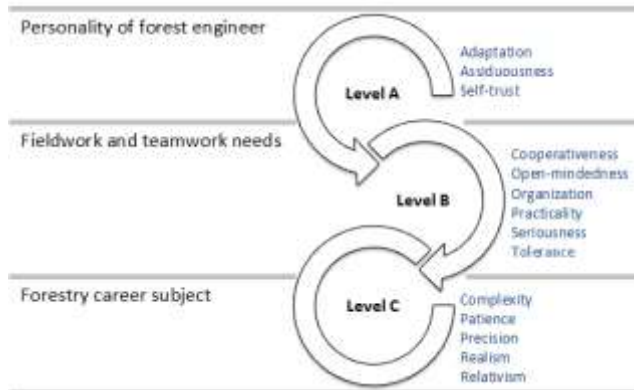 Personality of forest engineer
Adaptation
Assiduousness
Self-trust
Level A
Fieldwork and teamwork needs
Cooperativeness
Open-mindedness
Organization
Practicality
Seriousness
Tolerance
Level B
Forestry career subject
Complexity
Patience
Precision
Realism
Relativism
Level C